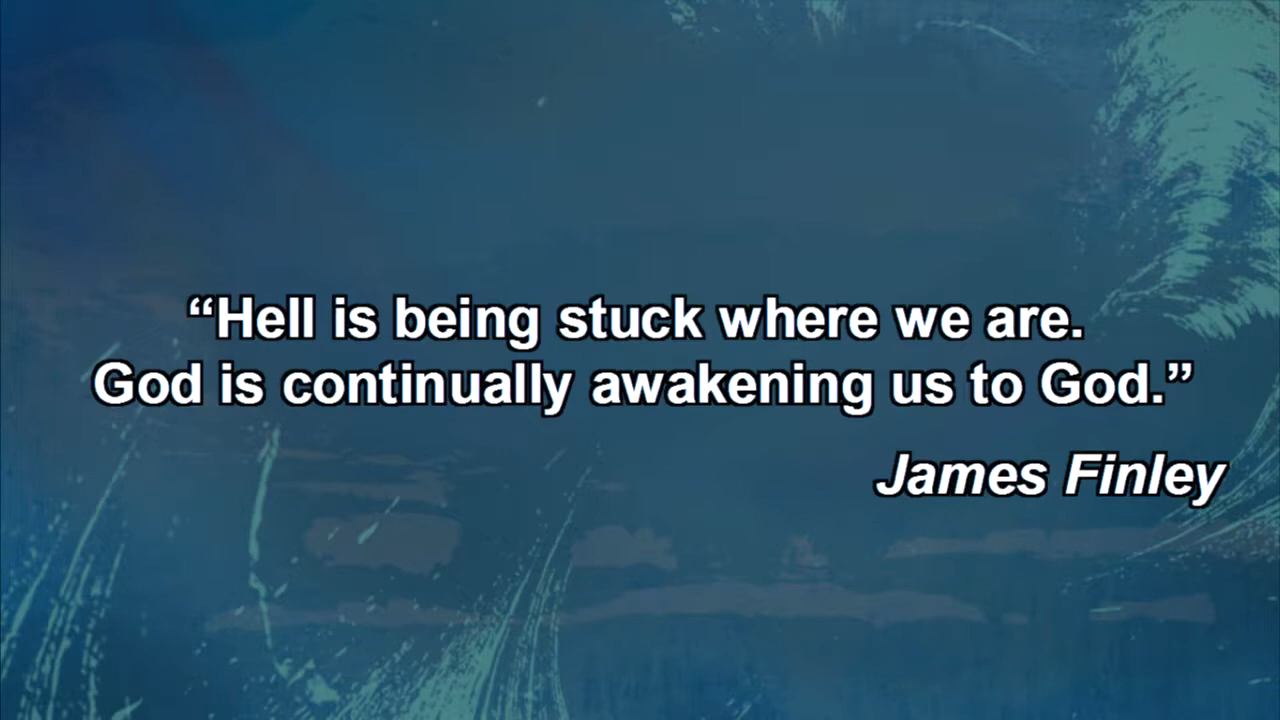 “Hell is being stuck where we are.
God is continually awakening us to God.”
James Finley